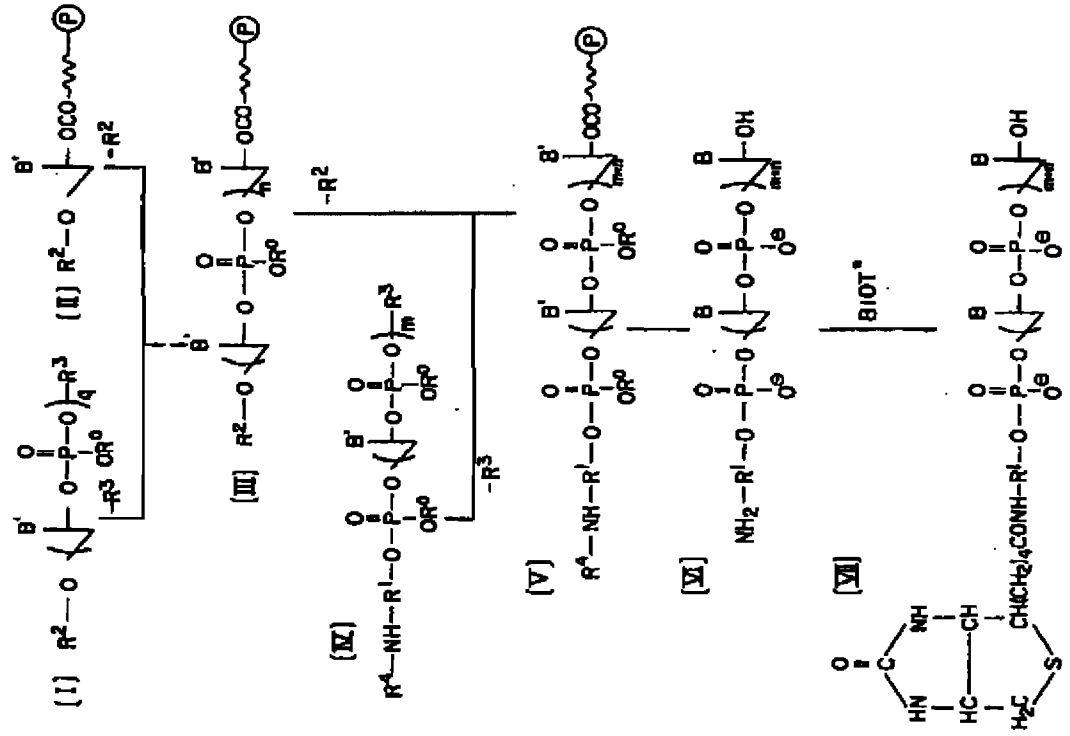 [I] R²—O B' O—P—O)q R³ O OR⁰ -R³
[II] R²—O B' OCO P -R²
[III] R²—O B' O—P—O O OR⁰ B' )n OCO P
-R²
[IV] R⁴—NH—R¹—O—P—O O OR⁰ B' O—P—O)m R³ O OR⁰
-R³
[V] R⁴—NH—R¹—O—P—O O OR⁰ B' O—P—O O OR⁰ B' )m+n OCO P
[VI] NH₂—R¹—O—P—O O O⊖ B O—P—O O O⊖ B )m+n OH
BIOT*
[VII] O C HN NH HC CH H₂C S CH(CH₂)₄CONH—R¹—O—P—O O O⊖ B O—P—O O O⊖ B )m+n OH